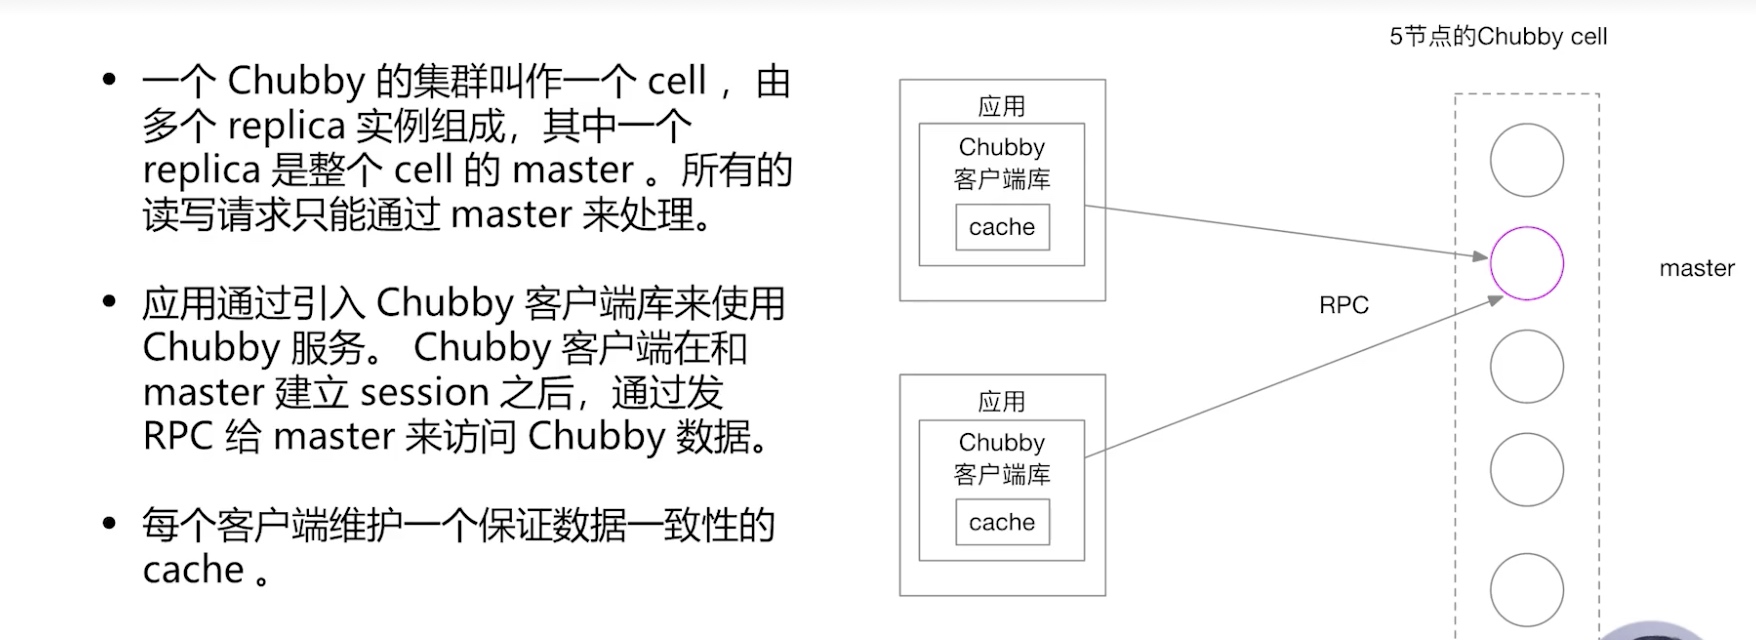 5节点的Chubby cell
• 一个 Chubby 的集群叫作一个 cell ，由
多个 replica 实例组成，其中一个
replica 是整个 cell 的 master 。所有的
读写请求只能通过 master 来处理。
• 应用通过引入 Chubby 客户端库来使用
Chubby 服务。 Chubby 客户端在和
master 建立 session 之后，通过发
RPC 给 master 来访问 Chubby 数据。
• 每个客户端维护一个保证数据一致性的
cache 。
应用
Chubby
客户端库
cache
应用
Chubby
客户端库
cache
RPC
master